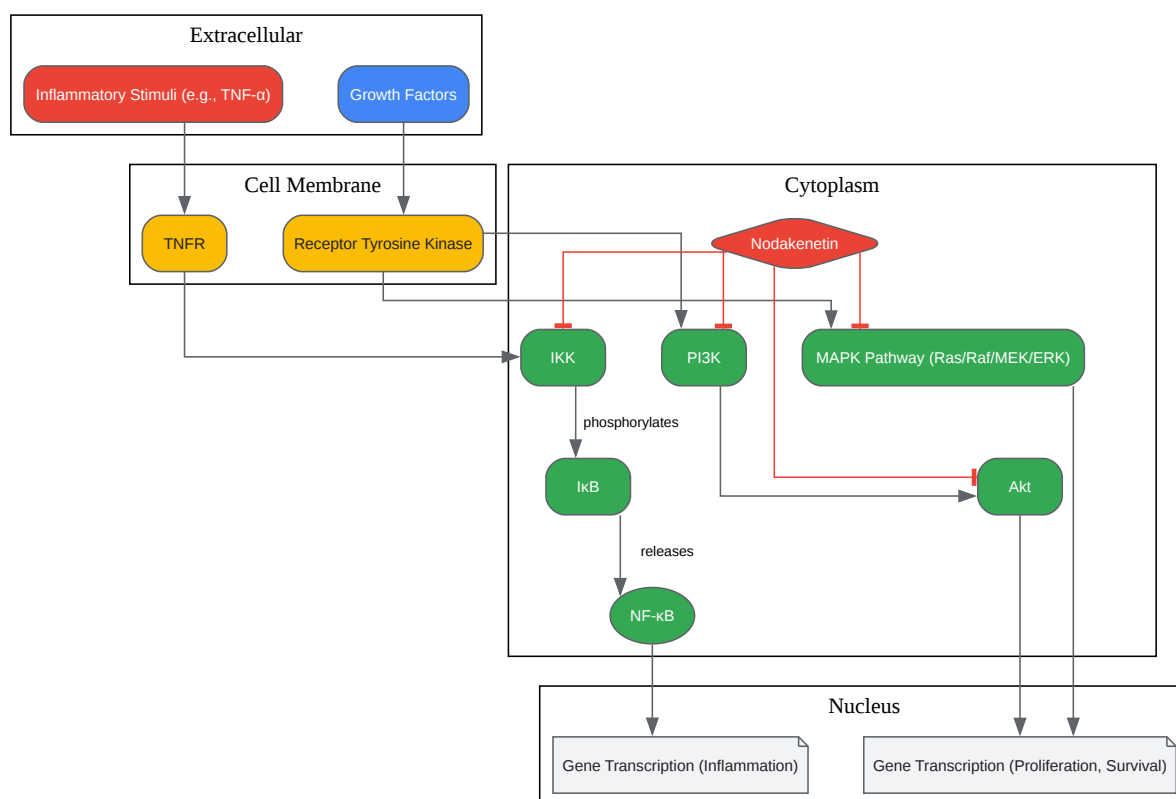 Extracellular
Inflammatory Stimuli (e.g., TNF-α)
Growth Factors
Cell Membrane
Cytoplasm
TNFR
Receptor Tyrosine Kinase
Nodakenetin
IKK
PI3K
MAPK Pathway (Ras/Raf/MEK/ERK)
phosphorylates
IκB
Akt
releases
NF-κB
Nucleus
Gene Transcription (Inflammation)
Gene Transcription (Proliferation, Survival)